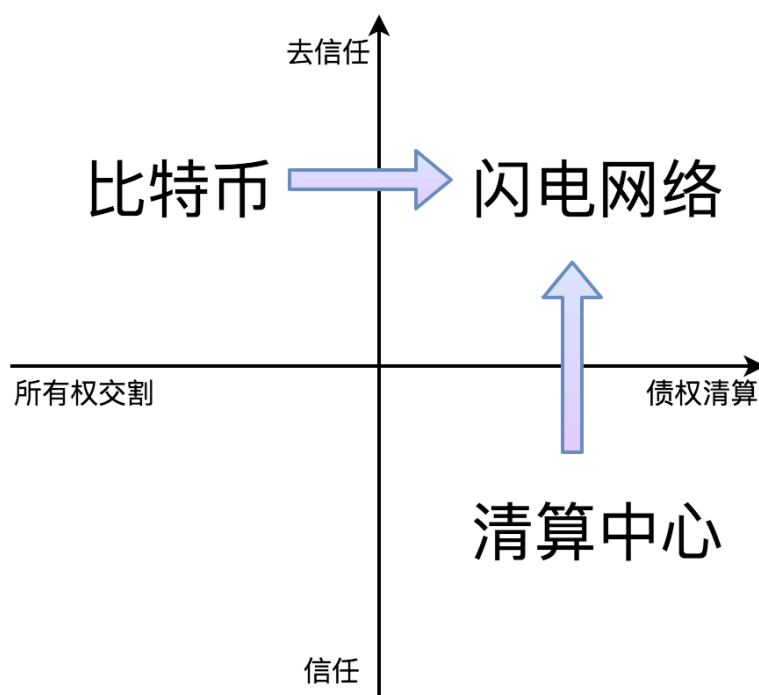 去信任
比特币
闪电网络
所有权交割
债权清算
清算中心
信任